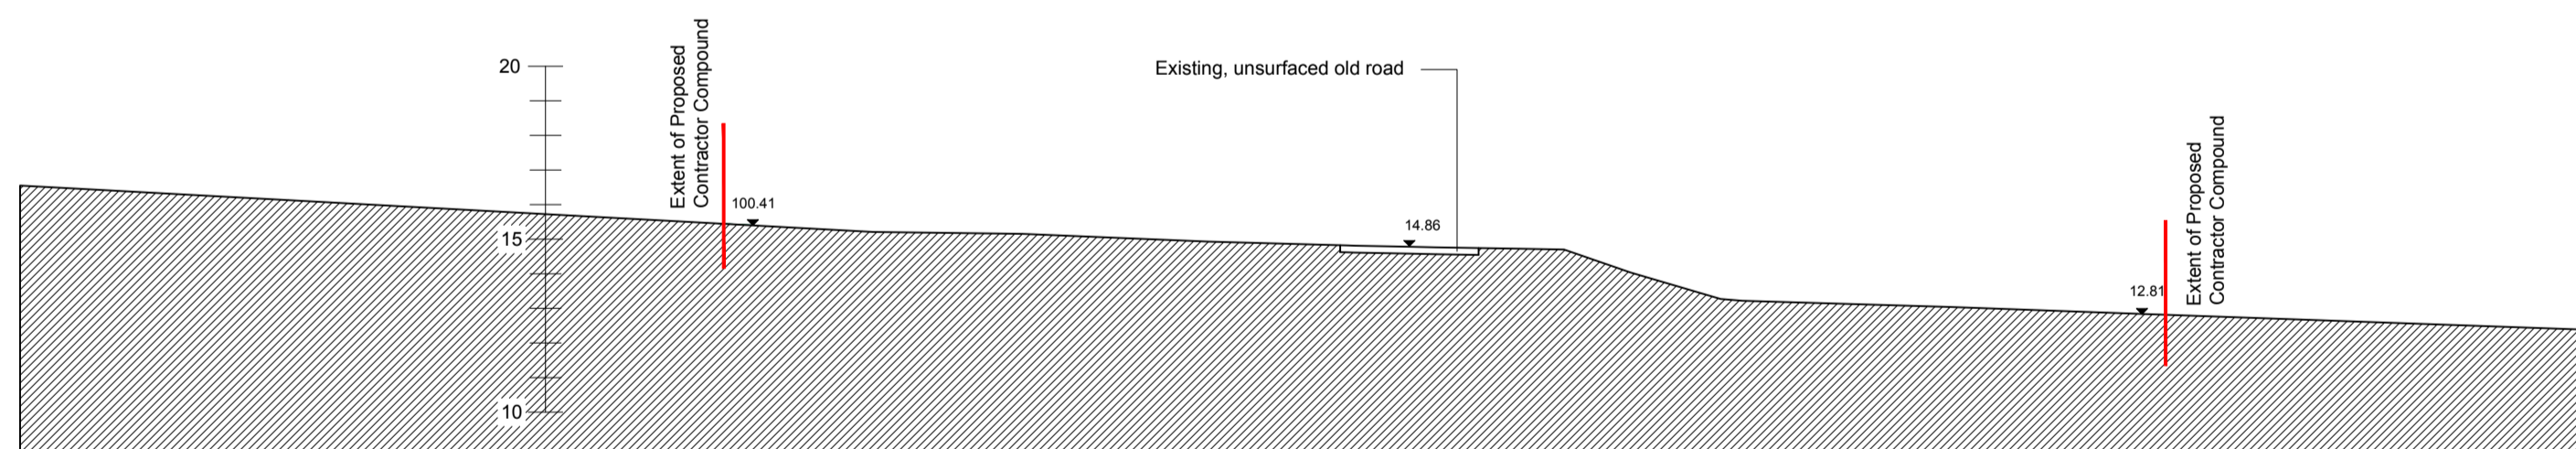 20
15
10
Extent of Proposed
Contractor Compound
100.41
Existing, unsurfaced old road
14.86
12.81
Extent of Proposed
Contractor Compound